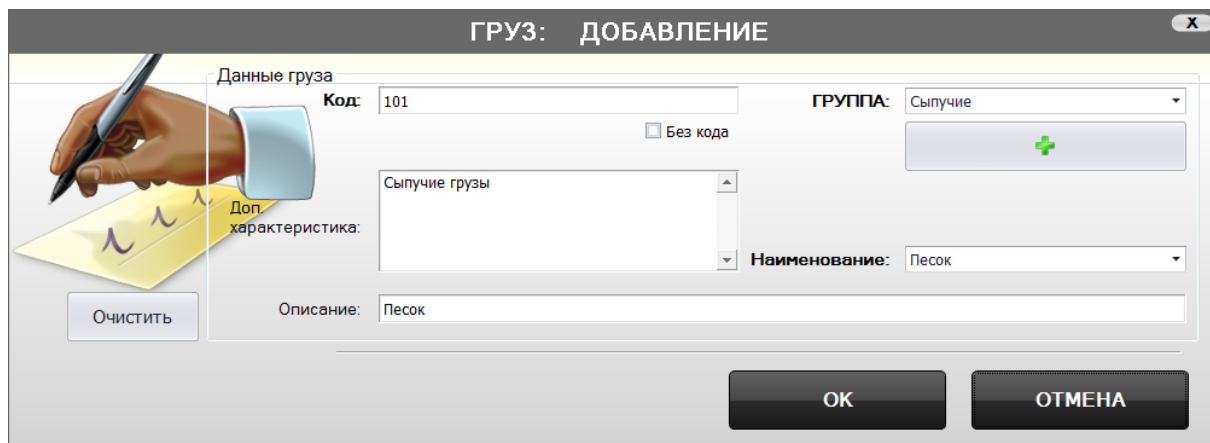 ГРУЗ: ДОБАВЛЕНИЕ
X
Данные груза
Код: 101
ГРУППА: Сыпучие
Без кода
Доп. характеристика:
Сыпучие грузы
Наименование: Песок
Очистить
Описание: Песок
ОК
ОТМЕНА